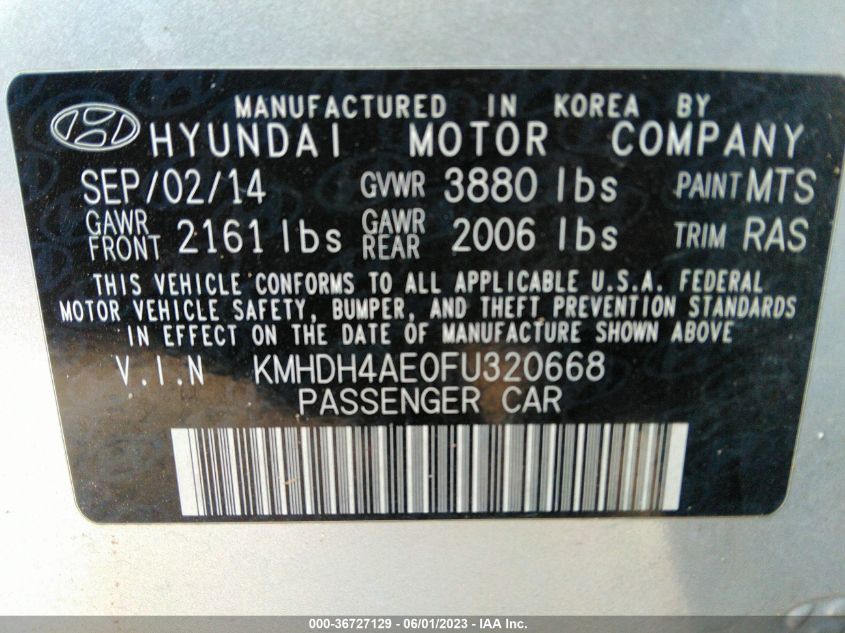 MANUFACTURED IN KOREA BY
HYUNDAI MOTOR COMPANY
SEP/02/14 GVWR 3880 lbs PAINT MTS
GAWR FRONT 2161 lbs GAWR REAR 2006 lbs TRIM RAS
THIS VEHICLE CONFORMS TO ALL APPLICABLE U.S.A. FEDERAL
MOTOR VEHICLE SAFETY, BUMPER, AND THEFT PREVENTION STANDARDS
IN EFFECT ON THE DATE OF MANUFACTURE SHOWN ABOVE
V.I.N KMHDH4AE0FU320668
PASSENGER CAR
000-36727129 - 06/01/2023 - IAA Inc.